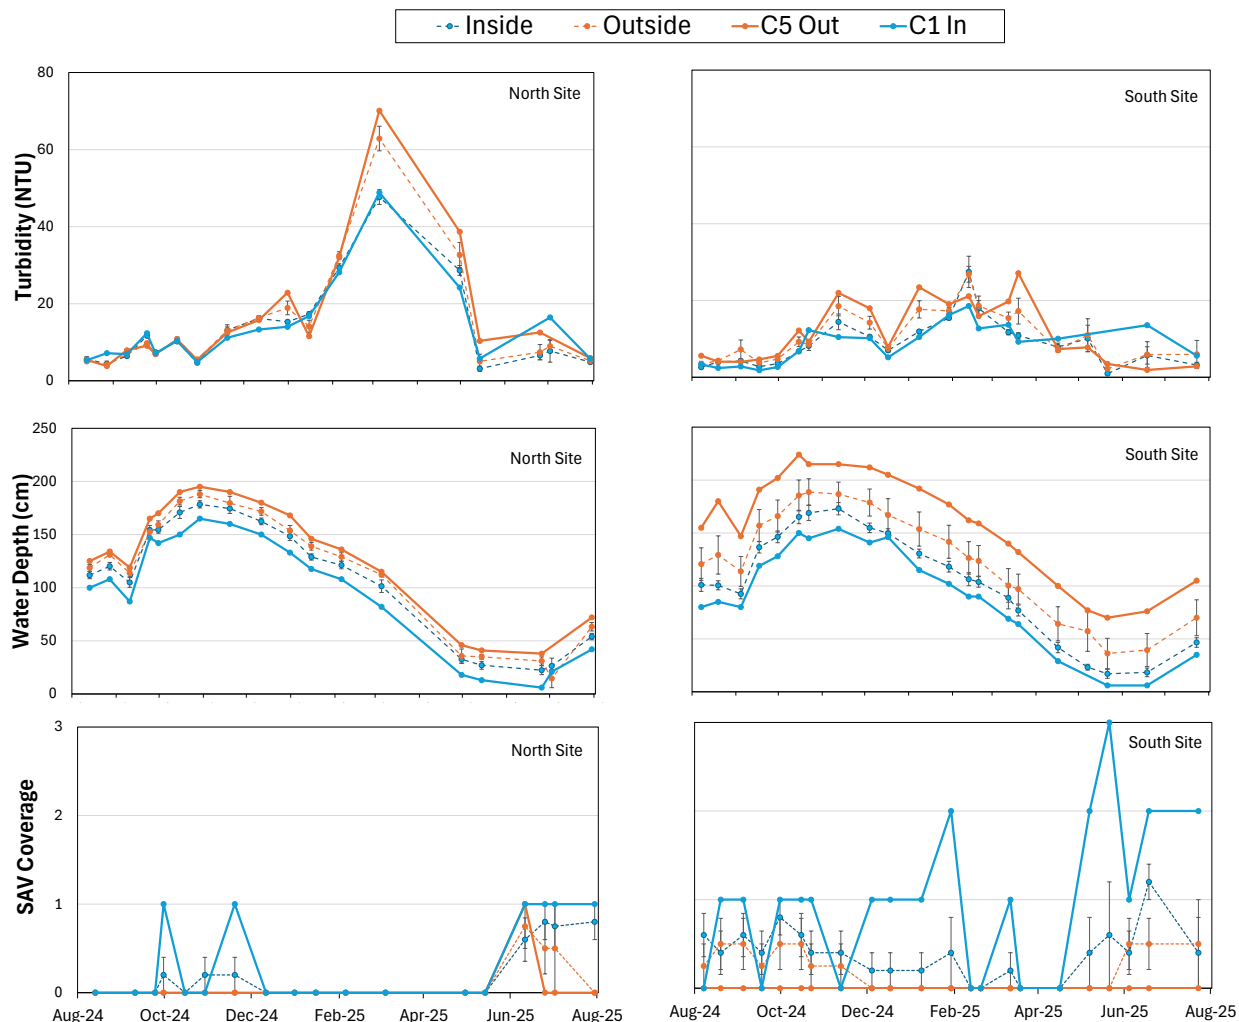 Inside Outside C5 Out C1 In
Turbidity (NTU)
80
60
40
20
0
North Site
South Site
Water Depth (cm)
250
200
150
100
50
0
North Site
South Site
SAV Coverage
3
2
1
0
North Site
South Site
Aug-24 Oct-24 Dec-24 Feb-25 Apr-25 Jun-25 Aug-25
Aug-24 Oct-24 Dec-24 Feb-25 Apr-25 Jun-25 Aug-25